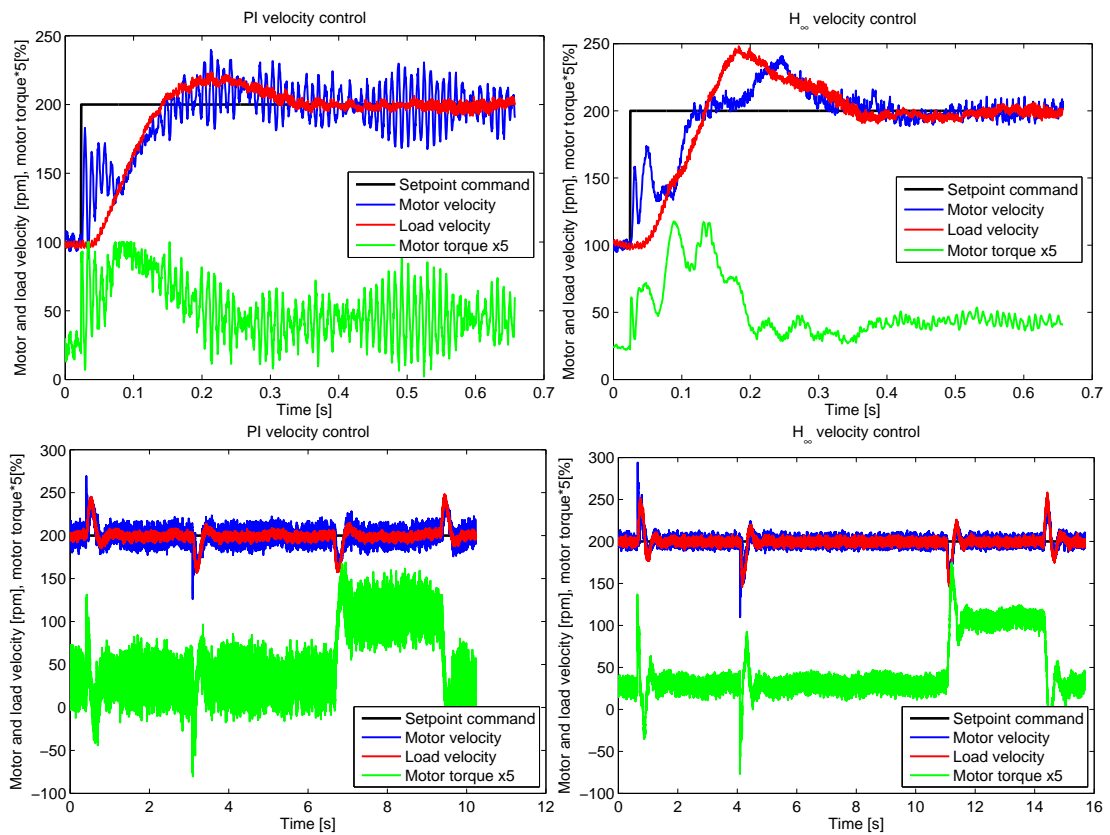 PI velocity control
Motor and load velocity [rpm], motor torque*5[%]
250
200
150
100
50
0
0 0.1 0.2 0.3 0.4 0.5 0.6 0.7
Time [s]
Setpoint command
Motor velocity
Load velocity
Motor torque x5
H∞ velocity control
Motor and load velocity [rpm], motor torque*5[%]
250
200
150
100
50
0
0 0.1 0.2 0.3 0.4 0.5 0.6 0.7
Time [s]
Setpoint command
Motor velocity
Load velocity
Motor torque x5
PI velocity control
Motor and load velocity [rpm], motor torque*5[%]
300
250
200
150
100
50
0
−50
−100
0 2 4 6 8 10 12
Time [s]
Setpoint command
Motor velocity
Load velocity
Motor torque x5
H∞ velocity control
Motor and load velocity [rpm], motor torque*5[%]
300
250
200
150
100
50
0
−50
−100
0 2 4 6 8 10 12 14 16
Time [s]
Setpoint command
Motor velocity
Load velocity
Motor torque x5